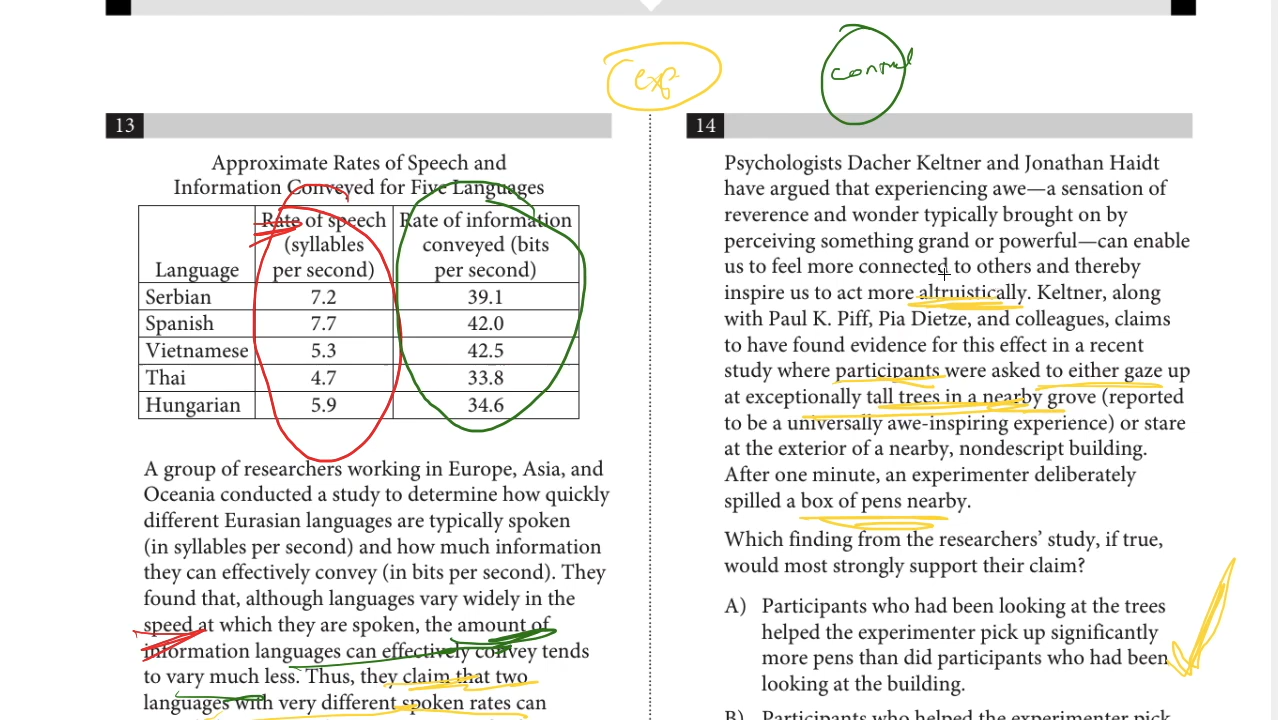 exp
13
Approximate Rates of Speech and
Information Conveyed for Five Languages
Language Rate of speech (syllables per second) Rate of information conveyed (bits per second)
Serbian 7.2 39.1
Spanish 7.7 42.0
Vietnamese 5.3 42.5
Thai 4.7 33.8
Hungarian 5.9 34.6
A group of researchers working in Europe, Asia, and
Oceania conducted a study to determine how quickly
different Eurasian languages are typically spoken
(in syllables per second) and how much information
they can effectively convey (in bits per second). They
found that, although languages vary widely in the
speed at which they are spoken, the amount of
information languages can effectively convey tends
to vary much less. Thus, they claim that two
languages with very different spoken rates can
14
Psychologists Dacher Keltner and Jonathan Haidt
have argued that experiencing awe—a sensation of
reverence and wonder typically brought on by
perceiving something grand or powerful—can enable
us to feel more connected to others and thereby
inspire us to act more altruistically. Keltner, along
with Paul K. Piff, Pia Dietze, and colleagues, claims
to have found evidence for this effect in a recent
study where participants were asked to either gaze up
at exceptionally tall trees in a nearby grove (reported
to be a universally awe-inspiring experience) or stare
at the exterior of a nearby, nondescript building.
After one minute, an experimenter deliberately
spilled a box of pens nearby.
Which finding from the researchers' study, if true,
would most strongly support their claim?
A) Participants who had been looking at the trees
helped the experimenter pick up significantly
more pens than did participants who had been
looking at the building.
B) Participants who helped the experimenter pick